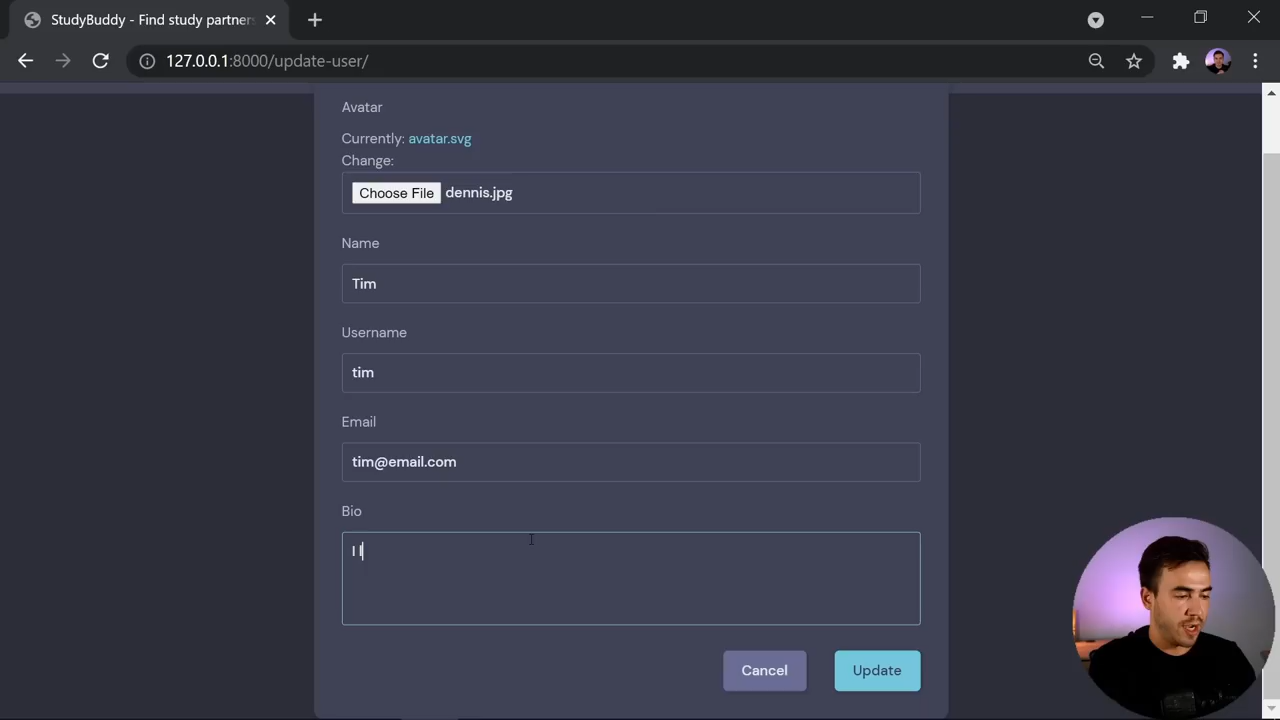 StudyBuddy - Find study partners
127.0.0.1:8000/update-user/
Avatar
Currently: avatar.svg
Change:
Choose File dennis.jpg
Name
Tim
Username
tim
Email
tim@email.com
Bio
I l
Cancel Update